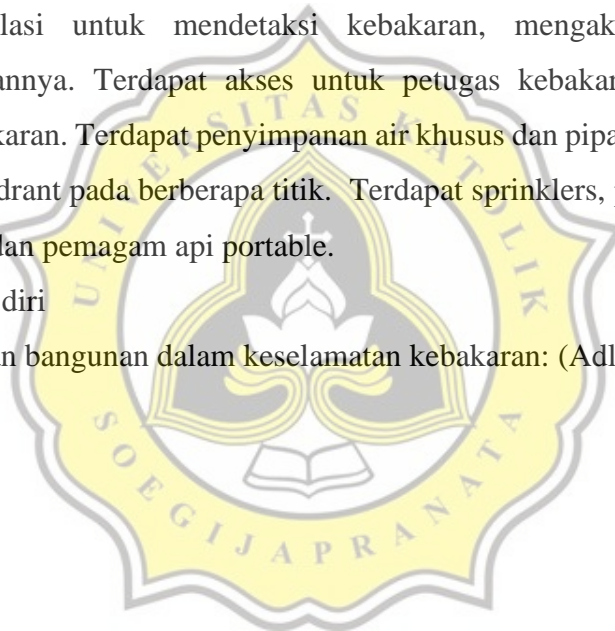 lasi untuk mendetaksi kebakaran, mengak
annya. Terdapat akses untuk petugas kebakar
karan. Terdapat penyimpanan air khusus dan pipa
drant pada berberapa titik. Terdapat sprinklers,
dan pemagam api portable.
diri
an bangunan dalam keselamatan kebakaran: (Adl
UNIVERSITAS KATOLIK
SOEGIJAPRANATA